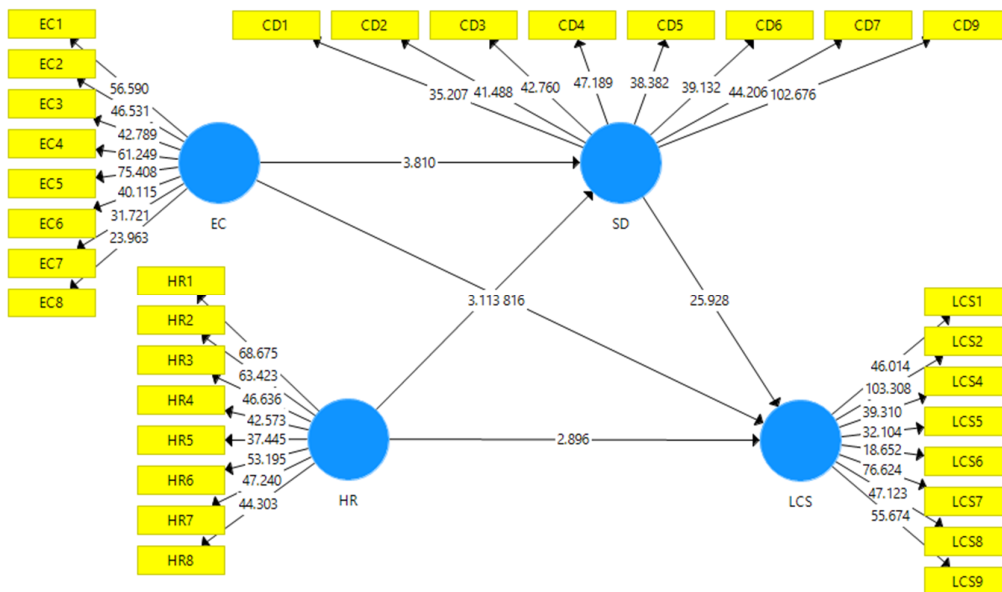 EC1
EC2
EC3
EC4
EC5
EC6
EC7
EC8
56.590
46.531
42.789
61.249
75.408
40.115
31.721
23.963
EC
CD1
CD2
CD3
CD4
CD5
CD6
CD7
CD9
35.207
41.488
42.760
47.189
38.382
39.132
44.206
102.676
SD
3.810
3.113 816
25.928
2.896
HR1
HR2
HR3
HR4
HR5
HR6
HR7
HR8
68.675
63.423
46.636
42.573
37.445
53.195
47.240
44.303
HR
LCS1
LCS2
LCS4
LCS5
LCS6
LCS7
LCS8
LCS9
46.014
103.308
39.310
32.104
18.652
76.624
47.123
55.674
LCS